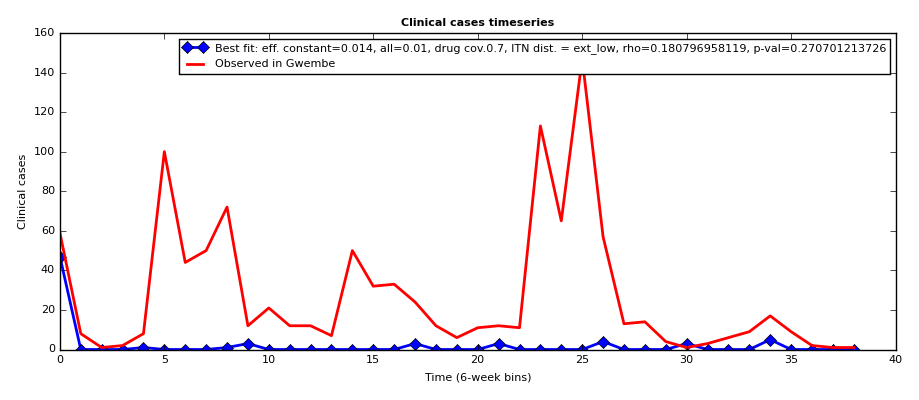 Clinical cases timeseries
Best fit: eff. constant=0.014, all=0.01, drug cov.0.7, ITN dist. = ext_low, rho=0.180796958119, p-val=0.270701213726
Observed in Gwembe
160
140
120
100
80
60
40
20
0
Clinical cases
0 5 10 15 20 25 30 35 40
Time (6-week bins)